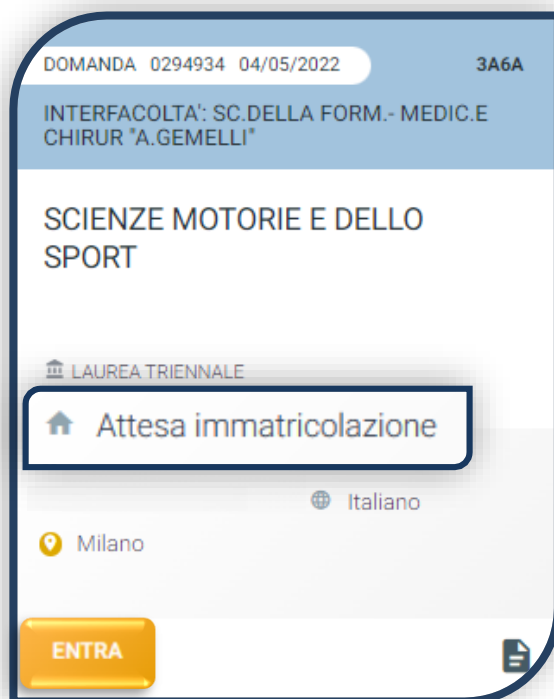 DOMANDA 0294934 04/05/2022 3A6A
INTERFACOLTA': SC.DELLA FORM.- MEDIC.E
CHIRUR "A.GEMELLI"
SCIENZE MOTORIE E DELLO
SPORT
LAUREA TRIENNALE
Attesa immatricolazione
Italiano
Milano
ENTRA